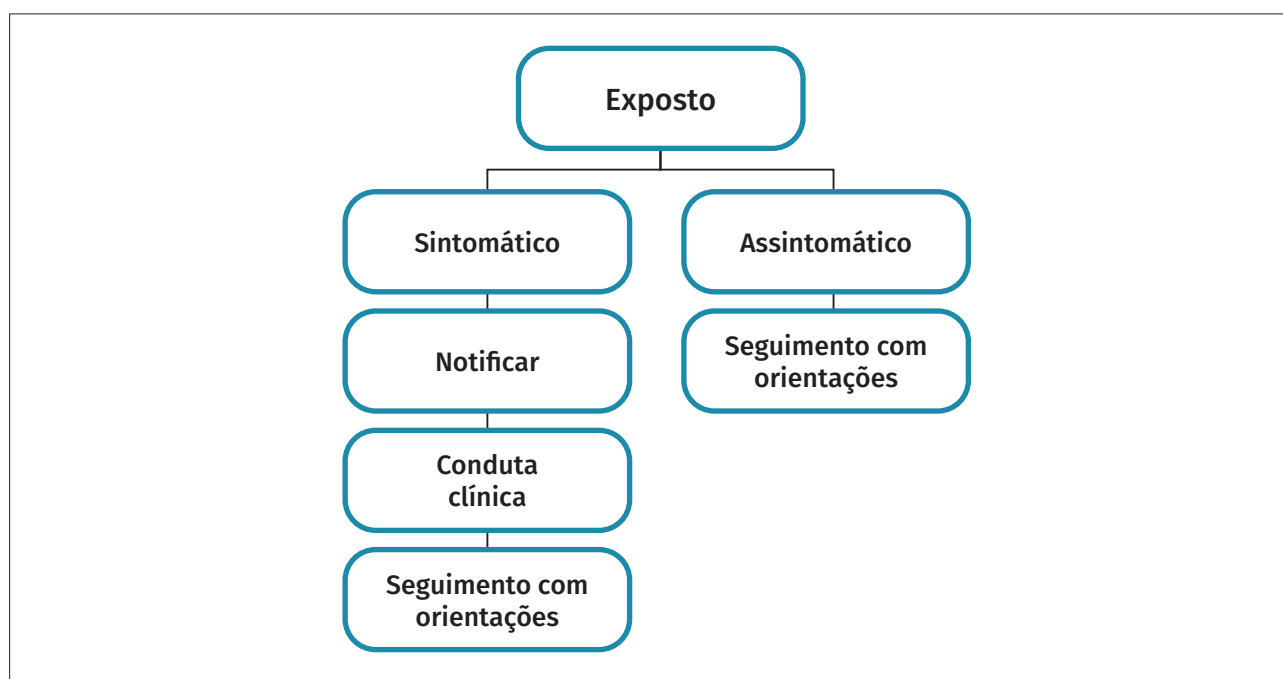 Exposto
Sintomático
Assintomático
Notificar
Seguimento com
orientações
Conduta
clínica
Seguimento com
orientações